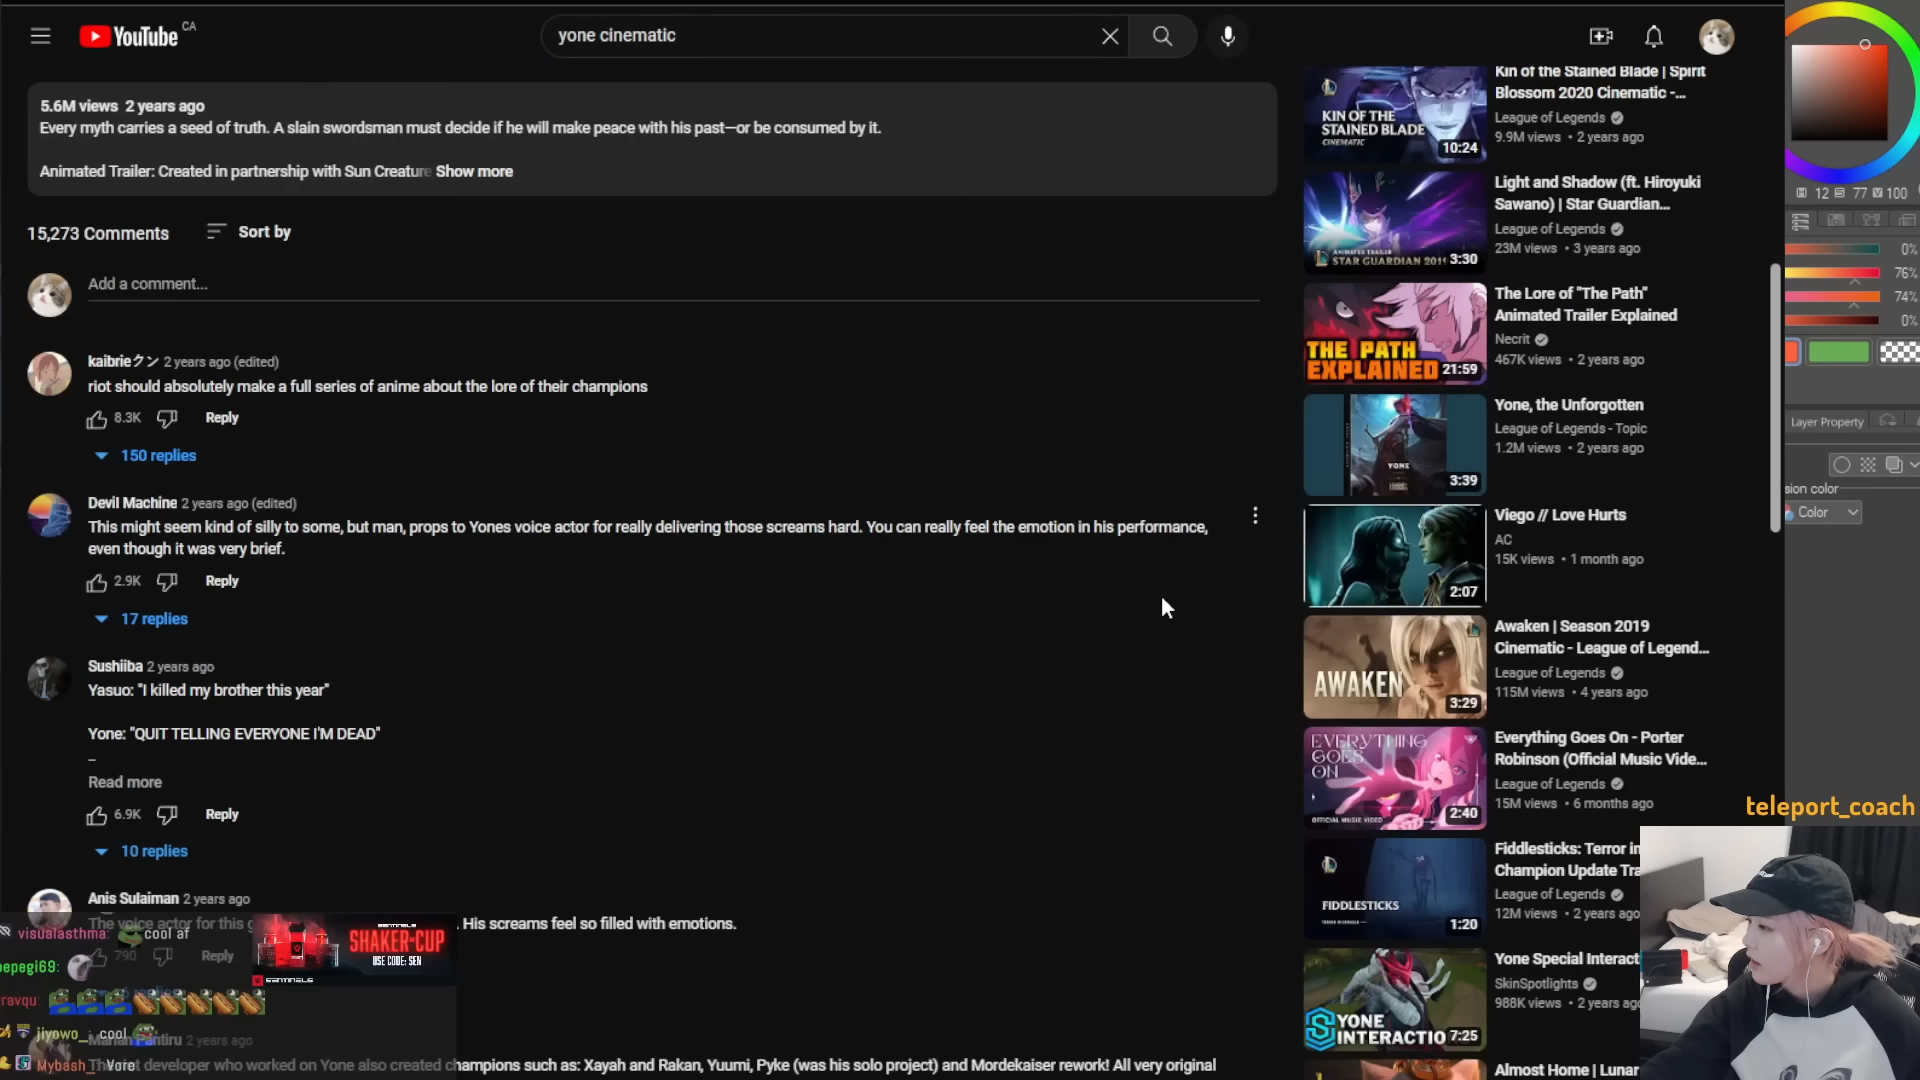 YouTube CA
yone cinematic
5.6M views 2 years ago
Every myth carries a seed of truth. A slain swordsman must decide if he will make peace with his past—or be consumed by it.
Animated Trailer: Created in partnership with Sun Creature Show more
15,273 Comments
Sort by
Add a comment...
kaibrieクン 2 years ago (edited)
riot should absolutely make a full series of anime about the lore of their champions
8.3K Reply
150 replies
Devil Machine 2 years ago (edited)
This might seem kind of silly to some, but man, props to Yones voice actor for really delivering those screams hard. You can really feel the emotion in his performance,
even though it was very brief.
2.9K Reply
17 replies
Sushiiba 2 years ago
Yasuo: "I killed my brother this year"
Yone: "QUIT TELLING EVERYONE I'M DEAD"
–
Read more
6.9K Reply
10 replies
Anis Sulaiman 2 years ago
The voice actor for this g
. His screams feel so filled with emotions.
790 Reply
visualasthma: cool af
pepegi69:
ravqu:
jiyowo_: cool
Mybash_
Yore
SENTINELS
SHAKER-CUP
USE CODE: SEN
SENTINELS
Pantiru 2 years ago
developer who worked on Yone also created champions such as: Xayah and Rakan, Yuumi, Pyke (was his solo project) and Mordekaiser rework! All very original
KIN OF THE
STAINED BLADE
CINEMATIC
10:24
Kin of the Stained Blade | Spirit
Blossom 2020 Cinematic -...
League of Legends
9.9M views • 2 years ago
ANIMATED TRAILER
STAR GUARDIAN 2019
3:30
Light and Shadow (ft. Hiroyuki
Sawano) | Star Guardian...
League of Legends
23M views • 3 years ago
THE PATH
EXPLAINED
21:59
The Lore of "The Path"
Animated Trailer Explained
Necrit
467K views • 2 years ago
YONE
3:39
Yone, the Unforgotten
League of Legends - Topic
1.2M views • 2 years ago
2:07
Viego // Love Hurts
AC
15K views • 1 month ago
AWAKEN
3:29
Awaken | Season 2019
Cinematic - League of Legend...
League of Legends
115M views • 4 years ago
EVERYTHING
GOES
ON
OFFICIAL MUSIC VIDEO
2:40
Everything Goes On - Porter
Robinson (Official Music Vide...
League of Legends
15M views • 6 months ago
FIDDLESTICKS
1:20
Fiddlesticks: Terror in
Champion Update Tra
League of Legends
12M views • 2 years ago
YONE
INTERACTIO
7:25
Yone Special Interact
SkinSpotlights
988K views • 2 years ago
Almost Home | Lunar
H 12 S 77 V 100
0%
76%
74%
0%
Layer Property
sion color
Color
teleport_coach